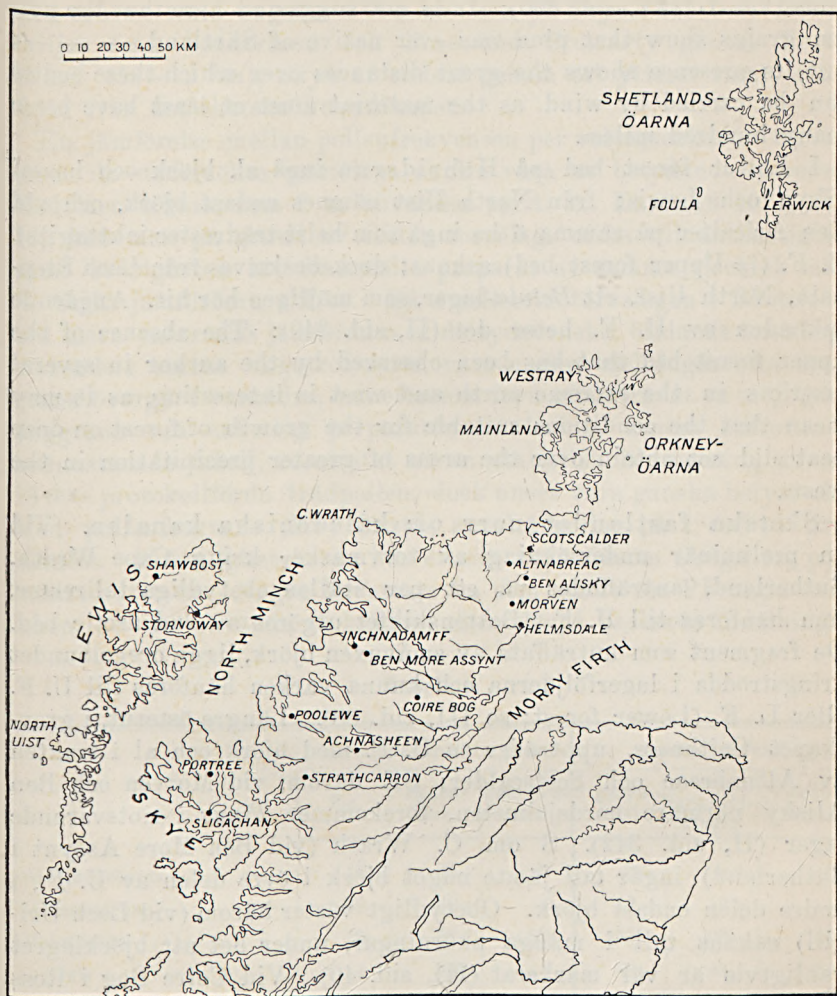 0 10 20 30 40 50 KM
SHETLANDS-
ÖARNA
FOULA
LERWICK
WESTRAY
MAINLAND
ORKNEY-
ÖARNA
C. WRATH
SCOTSCALDER
ALTNABREAC
BEN ALISKY
MORVEN
HELMSDALE
SHAWBOST
LEWIS
STORNOWAY
NORTH MINCH
INCHNADAMFF
BEN MORE ASSYNT
COIRE BOG
MORAY FIRTH
POOLEWE
NORTH
UIST
ACHNASHEEN
PORTREE
STRATHCARRON
SKYE
SLIGACHAN